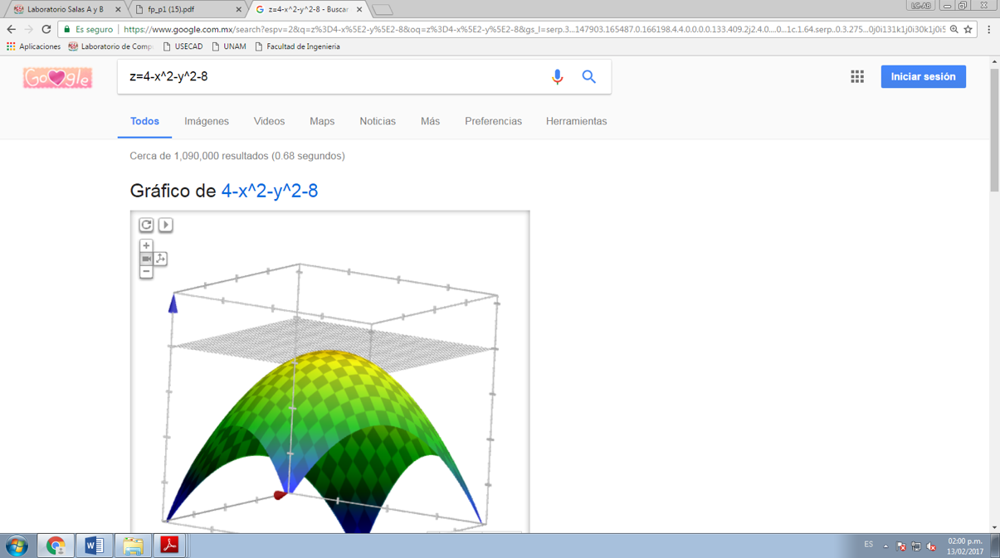 Laboratorio Salas A y B
fp_p1 (15).pdf
z=4-x^2-y^2-8 - Buscar
LC-AB
Es seguro
https://www.google.com.mx/search?espv=2&q=z%3D4-x%5E2-y%5E2-8&oq=z%3D4-x%5E2-y%5E2-8&gs_l=serp.3...147903.165487.0.166198.4.4.0.0.0.0.133.409.2j24.0....0...1c.1.64.serp..0.3.275...0j0i131k1j0i30k1j0i5
Aplicaciones
Laboratorio de Comp
USECAD
UNAM
Facultad de Ingenieria
Google
z=4-x^2-y^2-8
Iniciar sesión
Todos Imágenes Videos Maps Noticias Más Preferencias Herramientas
Cerca de 1,090,000 resultados (0.68 segundos)
Gráfico de 4-x^2-y^2-8
ES
02:00 p.m.
13/02/2017